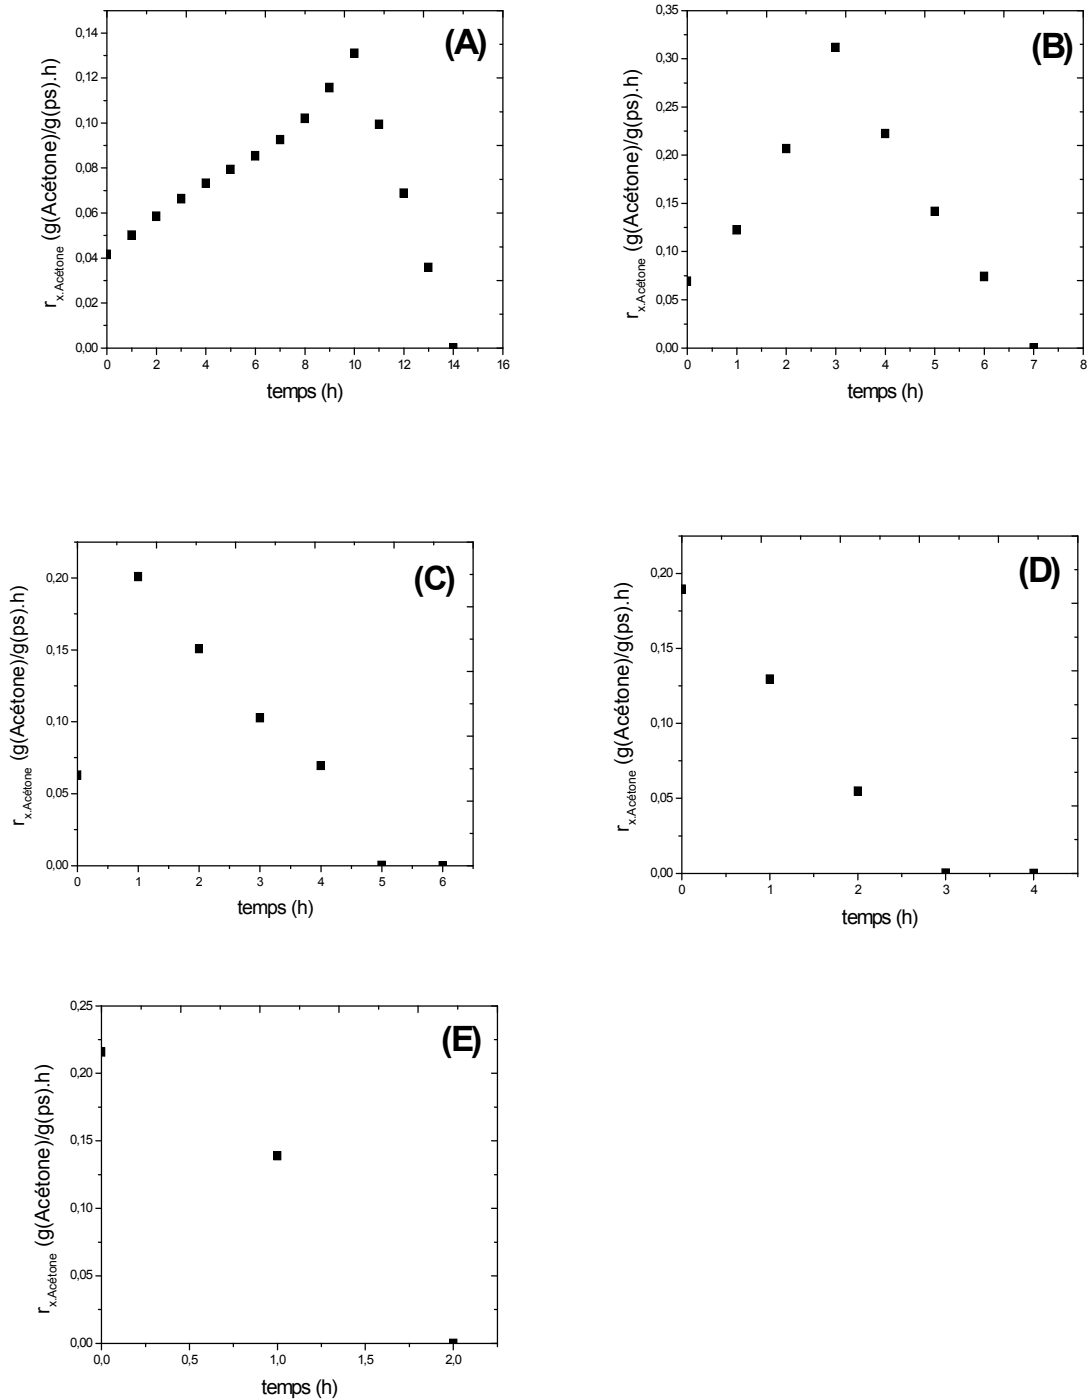 (A)
r x.Acétone (g(Acétone)/g(ps).h)
0,14
0,12
0,10
0,08
0,06
0,04
0,02
0,00
0 2 4 6 8 10 12 14 16
temps (h)
(B)
r x.Acétone (g(Acétone)/g(ps).h)
0,35
0,30
0,25
0,20
0,15
0,10
0,05
0,00
0 1 2 3 4 5 6 7 8
temps (h)
(C)
r x.Acétone (g(Acétone)/g(ps).h)
0,20
0,15
0,10
0,05
0,00
0 1 2 3 4 5 6
temps (h)
(D)
r x.Acétone (g(Acétone)/g(ps).h)
0,20
0,15
0,10
0,05
0,00
0 1 2 3 4
temps (h)
(E)
r x.Acétone (g(Acétone)/g(ps).h)
0,25
0,20
0,15
0,10
0,05
0,00
0,0 0,5 1,0 1,5 2,0
temps (h)